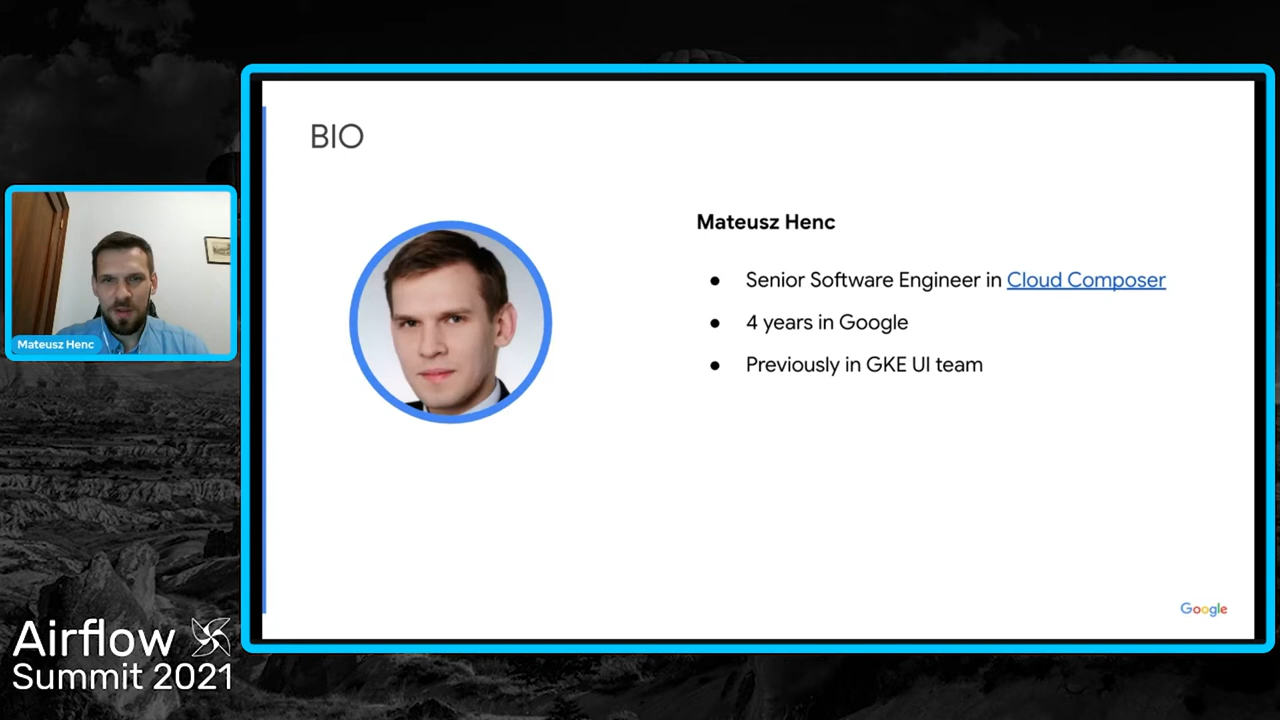 BIO
Mateusz Henc
Senior Software Engineer in Cloud Composer
4 years in Google
Previously in GKE UI team
Mateusz Henc
Google
Airflow
Summit 2021